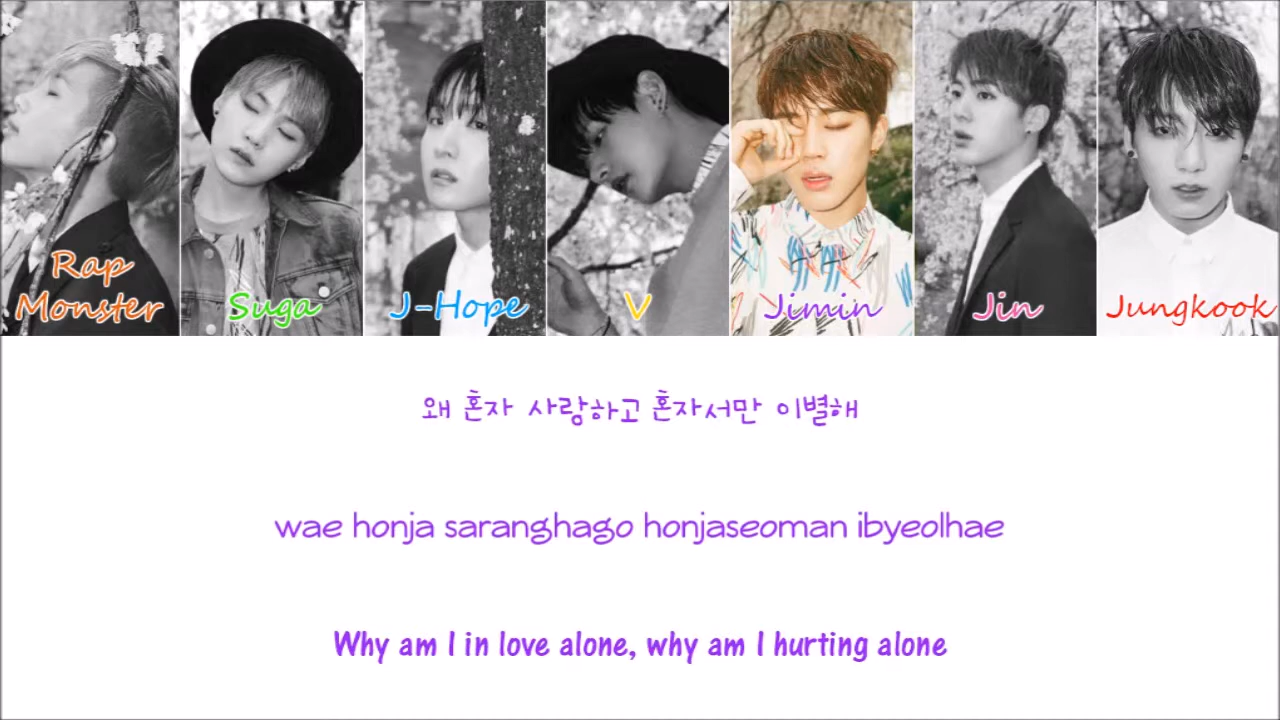 Rap
Monster
Suga
J-Hope
V
Jimin
Jin
Jungkook
왜 혼자 사랑하고 혼자서만 이별해
wae honja saranghago honjaseoman ibyeolhae
Why am I in love alone, why am I hurting alone